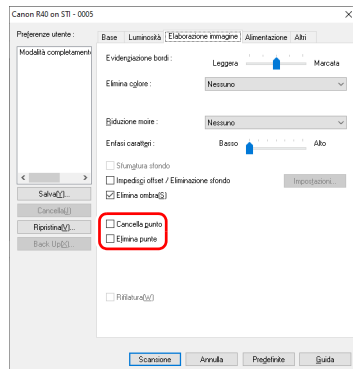 Canon R40 on STI - 0005
Preferenze utente :
Modalità completament
Salva(Y)...
Cancella(J)
Ripristina(V)...
Back Up(X)...
Base Luminosità Elaborazione immagine Alimentazione Altri
Evidenziazione bordi : Leggera Marcata
Elimina colore : Nessuno
Riduzione moire : Nessuno
Enfasi caratteri : Basso Alto
Sfumatura sfondo
Impedisci offset / Eliminazione sfondo Impostazioni...
Elimina ombra(S)
Cancella punto
Elimina punte
Rifilatura(W)
Scansione Annulla Predefinite Guida